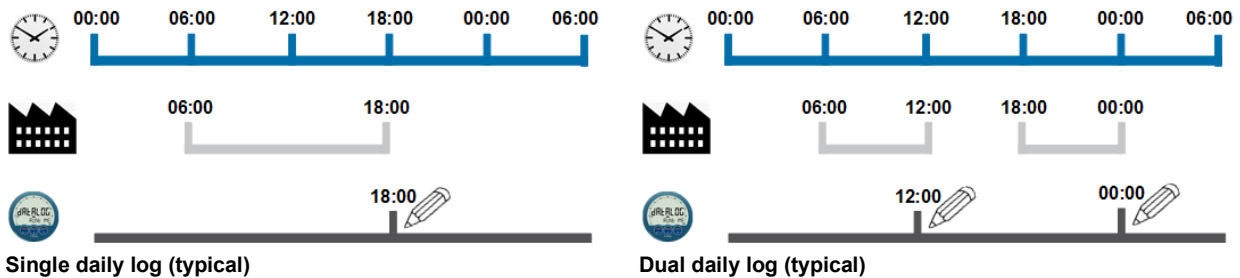 00:00 06:00 12:00 18:00 00:00 06:00
06:00 18:00
18:00
Single daily log (typical)
00:00 06:00 12:00 18:00 00:00 06:00
06:00 12:00 18:00 00:00
12:00 00:00
Dual daily log (typical)